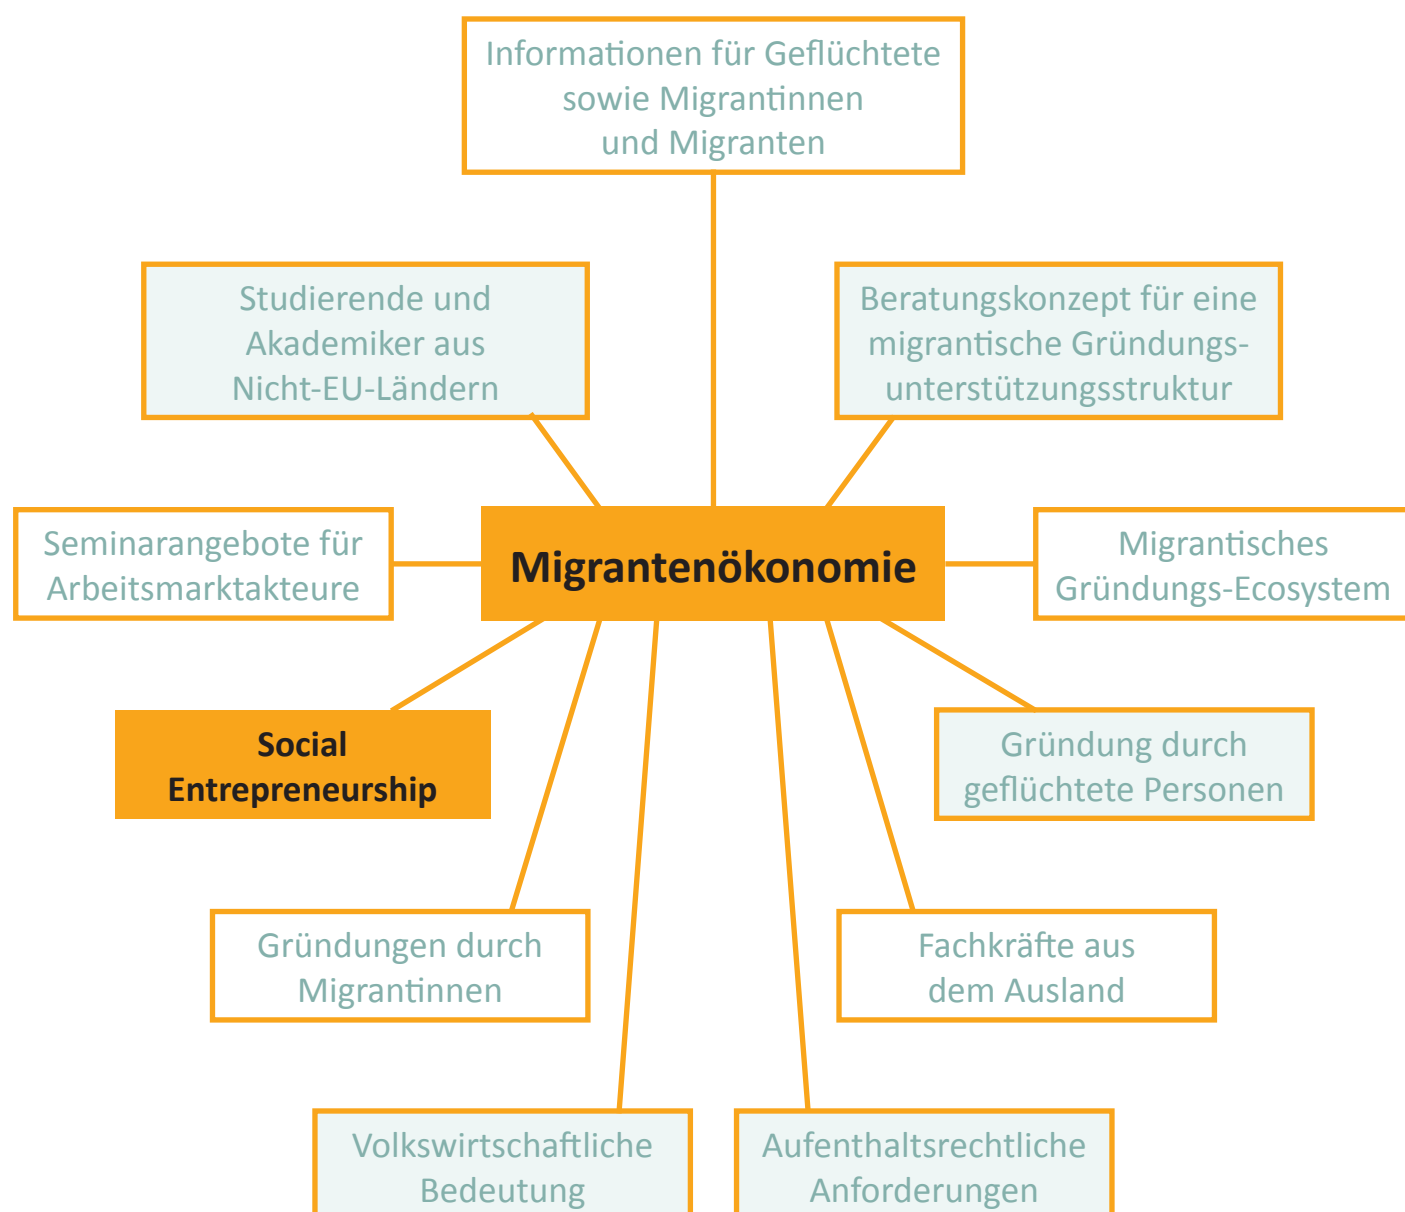 Informationen für Geflüchtete
sowie Migrantinnen
und Migranten
Studierende und
Akademiker aus
Nicht-EU-Ländern
Beratungskonzept für eine
migrantische Gründungs-
unterstützungsstruktur
Seminarangebote für
Arbeitsmarktakteure
Migrantenökonomie
Migrantisches
Gründungs-Ecosystem
Social
Entrepreneurship
Gründung durch
geflüchtete Personen
Gründungen durch
Migrantinnen
Fachkräfte aus
dem Ausland
Volkswirtschaftliche
Bedeutung
Aufenthaltsrechtliche
Anforderungen